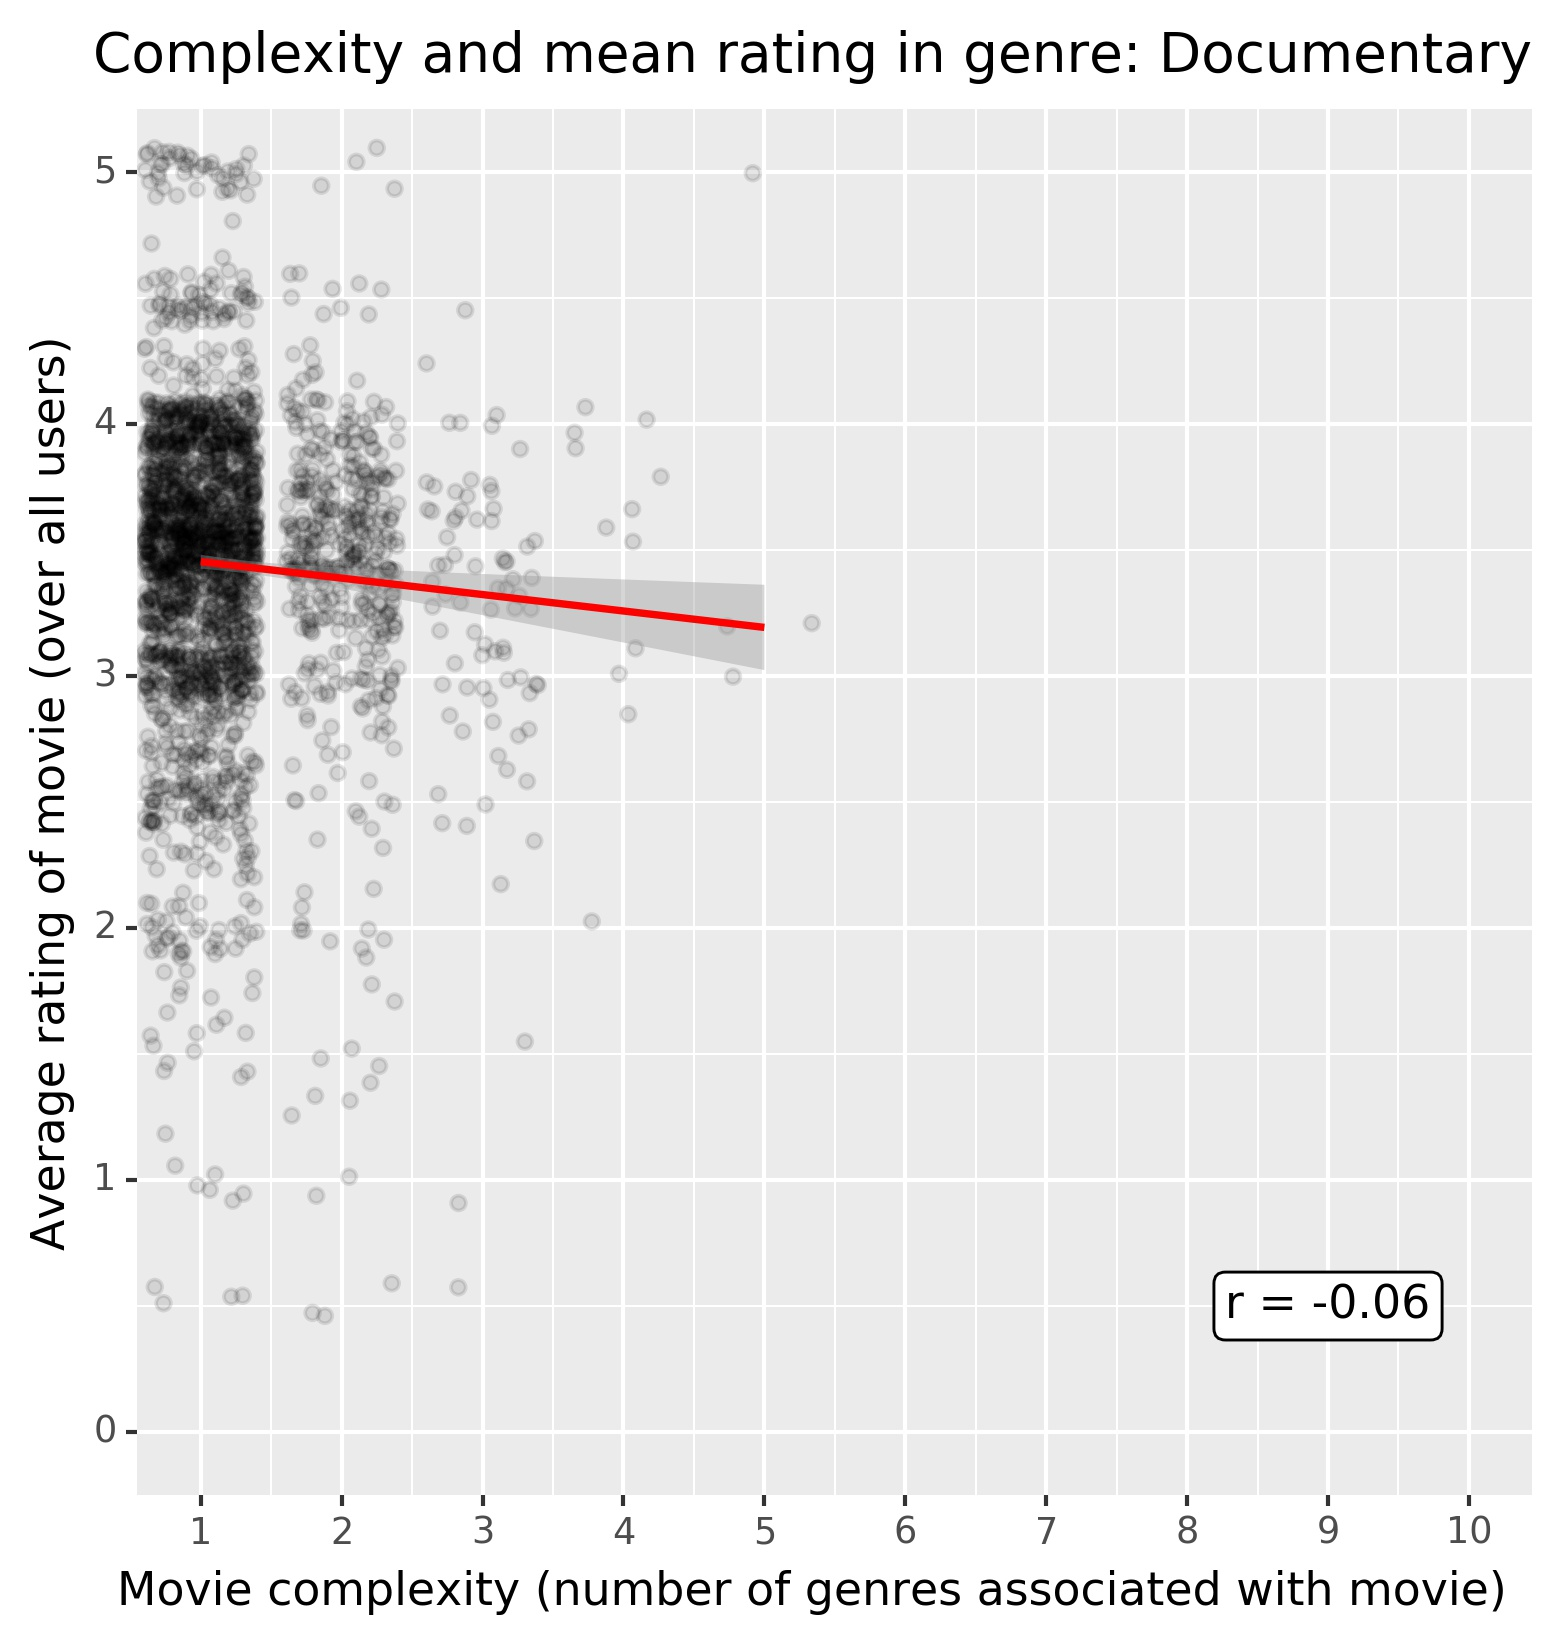 Complexity and mean rating in genre: Documentary
Average rating of movie (over all users)
5
4
3
2
1
0
r = -0.06
1 2 3 4 5 6 7 8 9 10
Movie complexity (number of genres associated with movie)